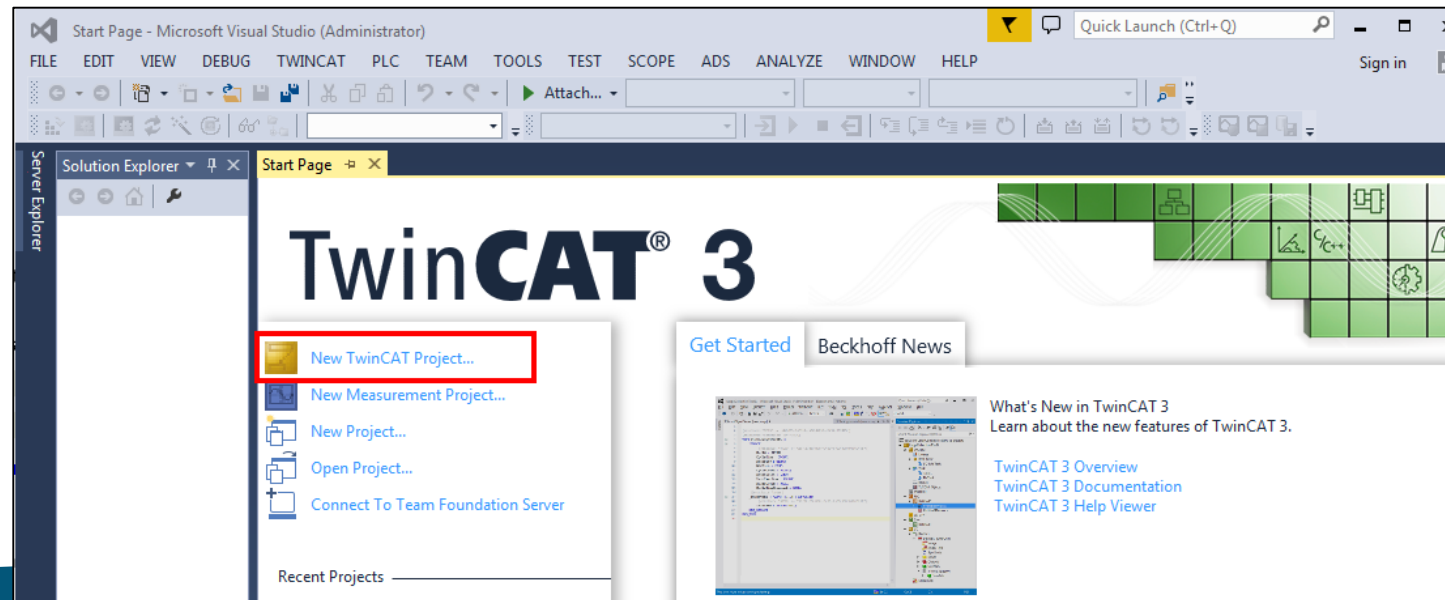 Start Page - Microsoft Visual Studio (Administrator)
Quick Launch (Ctrl+Q)
FILE EDIT VIEW DEBUG TWINCAT PLC TEAM TOOLS TEST SCOPE ADS ANALYZE WINDOW HELP
Sign in
Attach...
Server Explorer
Solution Explorer
Start Page
TwinCAT® 3
C/C++
New TwinCAT Project...
New Measurement Project...
New Project...
Open Project...
Connect To Team Foundation Server
Recent Projects
Get Started
Beckhoff News
What's New in TwinCAT 3
Learn about the new features of TwinCAT 3.
TwinCAT 3 Overview
TwinCAT 3 Documentation
TwinCAT 3 Help Viewer